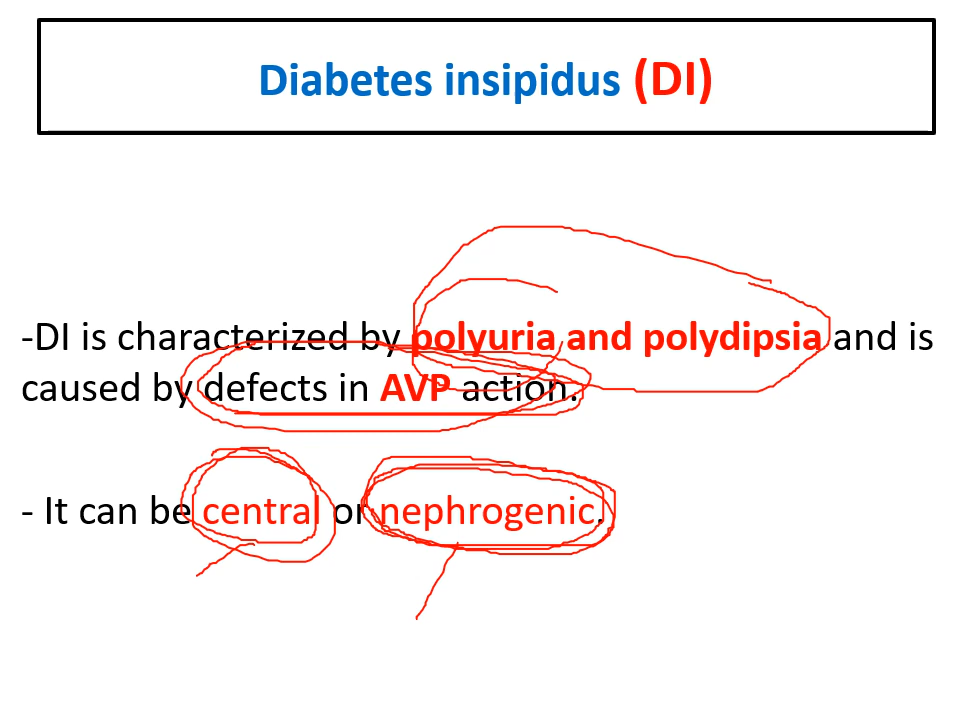 Diabetes insipidus (DI)
-DI is characterized by polyuria and polydipsia and is
caused by defects in AVP action.
- It can be central or nephrogenic.